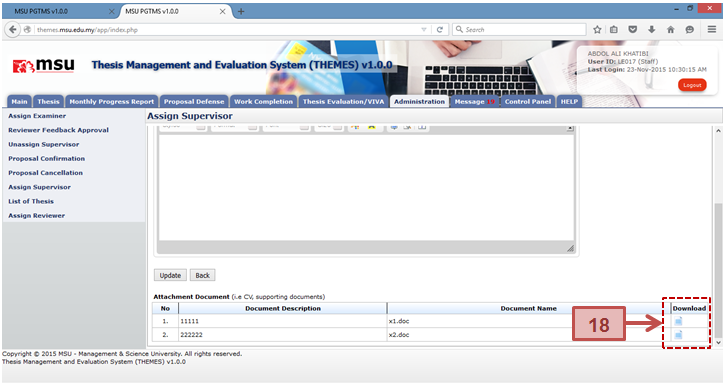 MSU PGTMS v1.0.0
MSU PGTMS v1.0.0
themes.msu.edu.my/app/index.php
Search
msu Thesis Management and Evaluation System (THEMES) v1.0.0
ABDOL ALI KHATIBI
User ID: LE017 (Staff)
Last Login: 23-Nov-2015 10:30:15 AM
Logout
Main Thesis Monthly Progress Report Proposal Defense Work Completion Thesis Evaluation/VIVA Administration Message Control Panel HELP
Assign Examiner
Reviewer Feedback Approval
Unassign Supervisor
Proposal Confirmation
Proposal Cancellation
Assign Supervisor
List of Thesis
Assign Reviewer
Assign Supervisor
Update Back
Attachment Document (i.e CV, supporting documents)
No Document Description Document Name Download
1. 11111 x1.doc
2. 222222 x2.doc
18
Copyright © 2015 MSU - Management & Science University. All rights reserved.
Thesis Management and Evaluation System (THEMES) v1.0.0